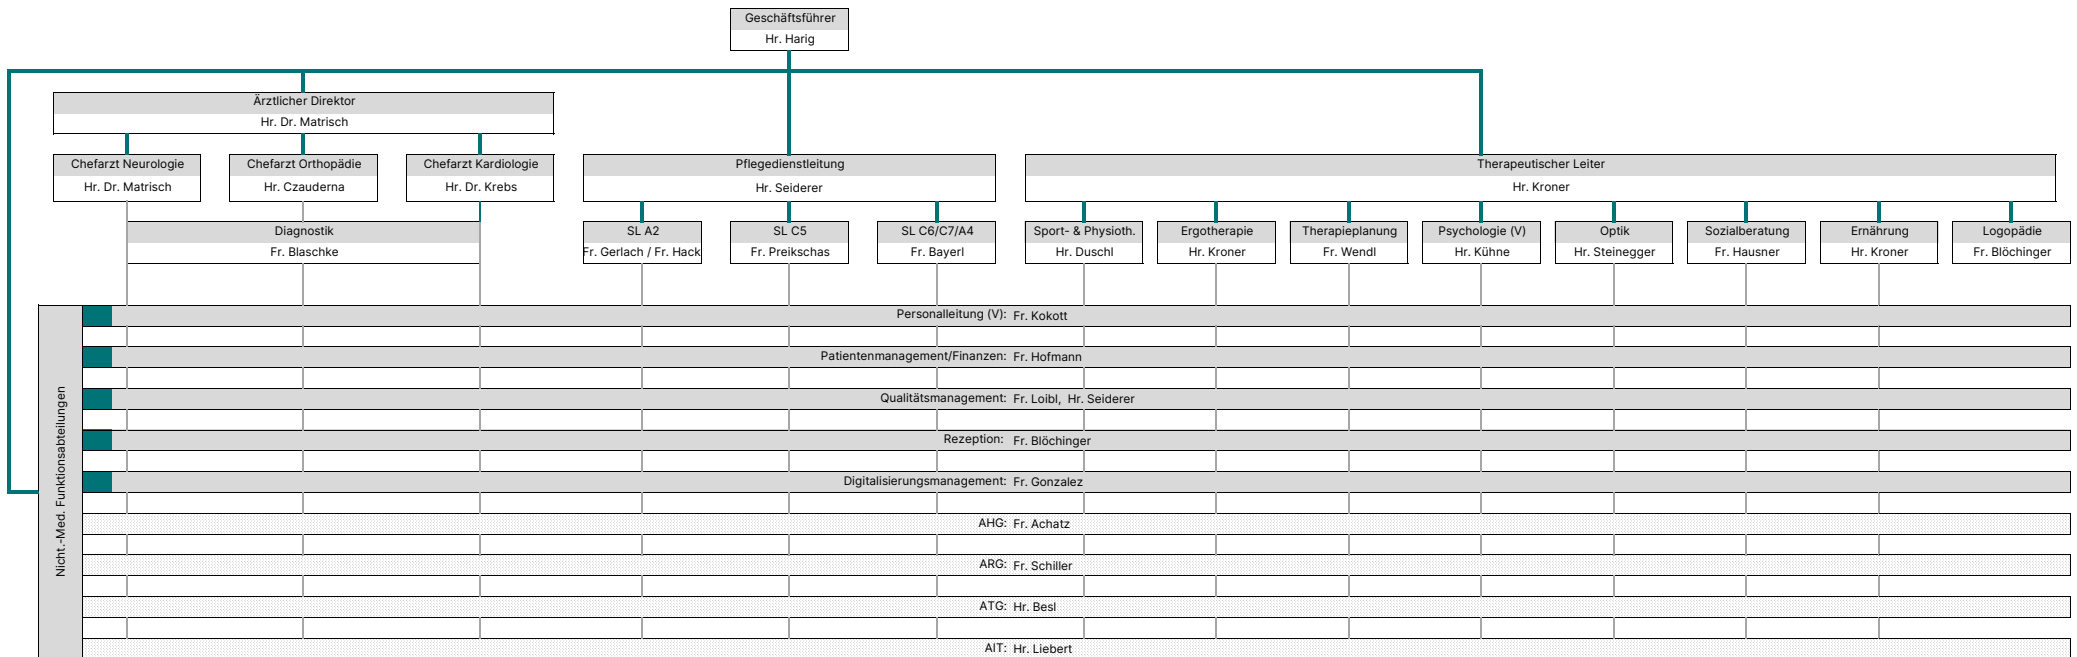 Geschäftsführer
Hr. Harig
Ärztlicher Direktor
Hr. Dr. Matrisch
Chefarzt Neurologie
Hr. Dr. Matrisch
Chefarzt Orthopädie
Hr. Czauderna
Chefarzt Kardiologie
Hr. Dr. Krebs
Pflegedienstleitung
Hr. Seiderer
Therapeutischer Leiter
Hr. Kroner
Diagnostik
Fr. Blaschke
SL A2
Fr. Gerlach / Fr. Hack
SL C5
Fr. Preikschas
SL C6/C7/A4
Fr. Bayerl
Sport- & Physioth.
Hr. Duschl
Ergotherapie
Hr. Kroner
Therapieplanung
Fr. Wendl
Psychologie (V)
Hr. Kühne
Optik
Hr. Steinegger
Sozialberatung
Fr. Hausner
Ernährung
Hr. Kroner
Logopädie
Fr. Blöchinger
Nicht.-Med. Funktionsabteilungen
Personalleitung (V): Fr. Kokott
Patientenmanagement/Finanzen: Fr. Hofmann
Qualitätsmanagement: Fr. Loibl, Hr. Seiderer
Rezeption: Fr. Blöchinger
Digitalisierungsmanagement: Fr. Gonzalez
AHG: Fr. Achatz
ARG: Fr. Schiller
ATG: Hr. Besl
AIT: Hr. Liebert